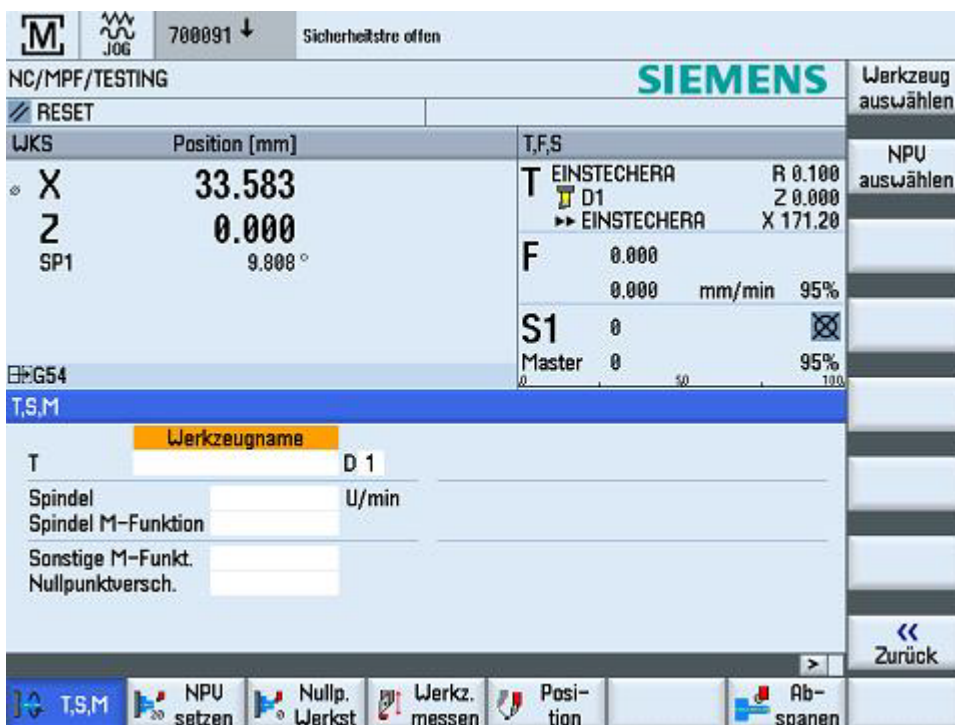 M
JOG
700091 ↓
Sicherheitstre offen
NC/MPF/TESTING
SIEMENS
Werkzeug
auswählen
RESET
NPV
auswählen
WKS Position [mm]
T,F,S
X 33.583
Z 0.000
SP1 9.808°
T EINSTECHERA R 0.100
D1 Z 0.000
▸▸ EINSTECHERA X 171.20
F 0.000
0.000 mm/min 95%
S1 0
Master 0 95%
0 50 100
G54
T,S,M
Werkzeugname
T D 1
Spindel U/min
Spindel M-Funktion
Sonstige M-Funkt.
Nullpunktversch.
<<
Zurück
>
T,S,M
NPV
setzen
Nullp.
Werkst
Werkz.
messen
Posi-
tion
Ab-
spanen